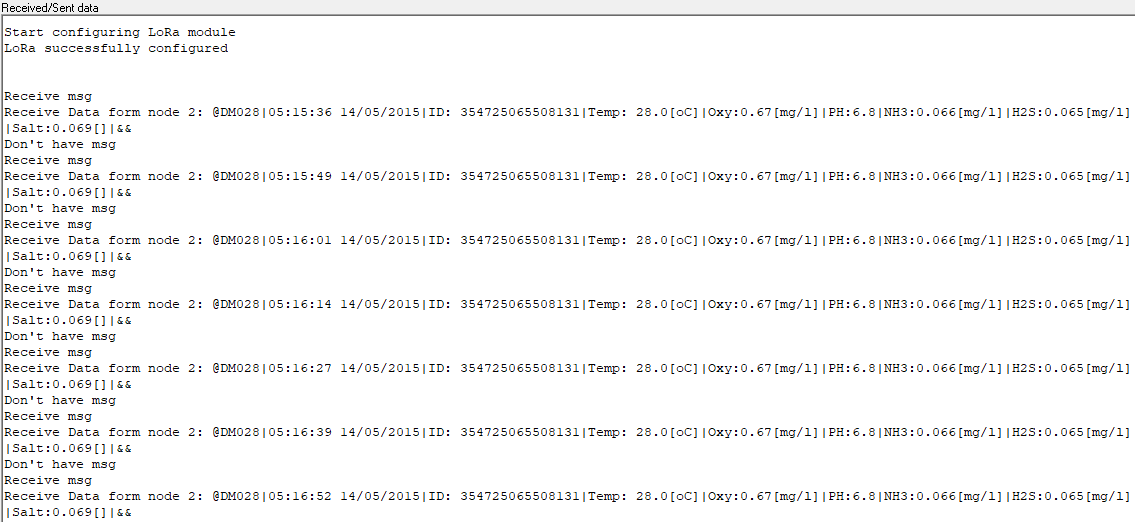 Received/Sent data
Start configuring LoRa module
LoRa successfully configured
Receive msg
Receive Data form node 2: @DM028|05:15:36 14/05/2015|ID: 354725065508131|Temp: 28.0[oC]|Oxy:0.67[mg/l]|PH:6.8|NH3:0.066[mg/l]|H2S:0.065[mg/l]
|Salt:0.069[]|&&
Don't have msg
Receive msg
Receive Data form node 2: @DM028|05:15:49 14/05/2015|ID: 354725065508131|Temp: 28.0[oC]|Oxy:0.67[mg/l]|PH:6.8|NH3:0.066[mg/l]|H2S:0.065[mg/l]
|Salt:0.069[]|&&
Don't have msg
Receive msg
Receive Data form node 2: @DM028|05:16:01 14/05/2015|ID: 354725065508131|Temp: 28.0[oC]|Oxy:0.67[mg/l]|PH:6.8|NH3:0.066[mg/l]|H2S:0.065[mg/l]
|Salt:0.069[]|&&
Don't have msg
Receive msg
Receive Data form node 2: @DM028|05:16:14 14/05/2015|ID: 354725065508131|Temp: 28.0[oC]|Oxy:0.67[mg/l]|PH:6.8|NH3:0.066[mg/l]|H2S:0.065[mg/l]
|Salt:0.069[]|&&
Don't have msg
Receive msg
Receive Data form node 2: @DM028|05:16:27 14/05/2015|ID: 354725065508131|Temp: 28.0[oC]|Oxy:0.67[mg/l]|PH:6.8|NH3:0.066[mg/l]|H2S:0.065[mg/l]
|Salt:0.069[]|&&
Don't have msg
Receive msg
Receive Data form node 2: @DM028|05:16:39 14/05/2015|ID: 354725065508131|Temp: 28.0[oC]|Oxy:0.67[mg/l]|PH:6.8|NH3:0.066[mg/l]|H2S:0.065[mg/l]
|Salt:0.069[]|&&
Don't have msg
Receive msg
Receive Data form node 2: @DM028|05:16:52 14/05/2015|ID: 354725065508131|Temp: 28.0[oC]|Oxy:0.67[mg/l]|PH:6.8|NH3:0.066[mg/l]|H2S:0.065[mg/l]
|Salt:0.069[]|&&